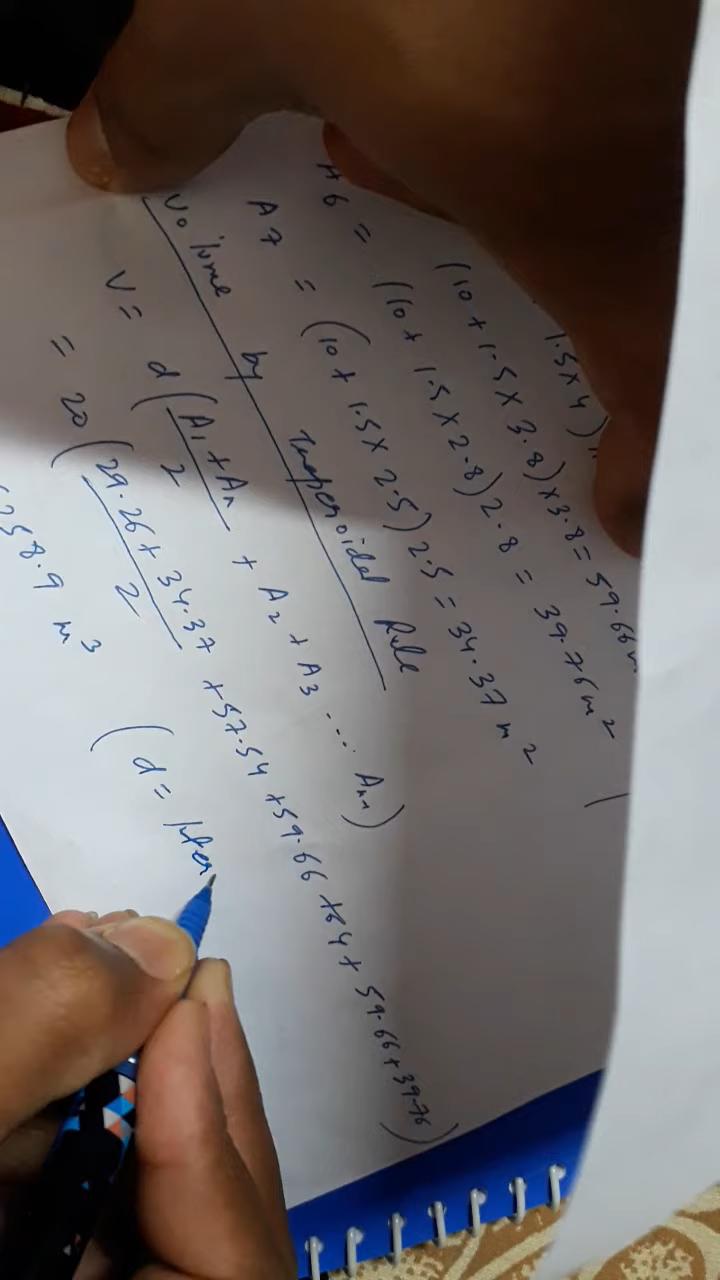 1.5 × 4)
(10 + 1.5 × 3.8) × 3.8 = 59.66 m
A6 = (10 + 1.5 × 2.8) 2.8 = 39.76 m²
A7 = (10 + 1.5 × 2.5) 2.5 = 34.37 m²
Volume by Trapezoidal Rule
V = d (A₁ + Aₙ / 2 + A₂ + A₃ .... Aₙ₋₁)
= 20 (29.26 + 34.37 / 2 + 57.54 + 59.66 + 64 + 59.66 + 39.76)
258.9 m³
(d = Inter